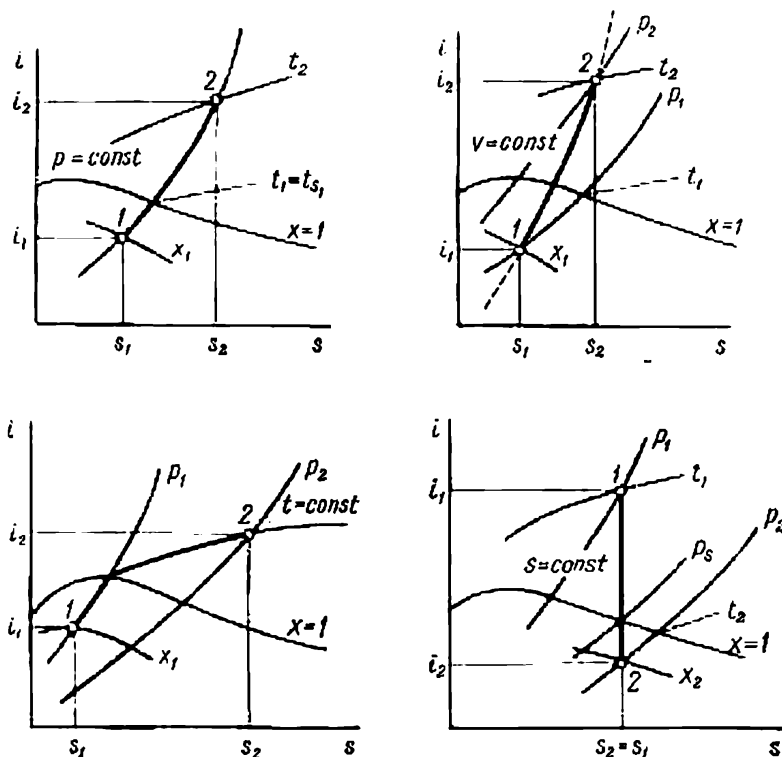 i
2
t₂
i₂
p = const
t₁ = tₛ₁
1
i₁
x₁
x = 1
s₁
s₂
s
i
p₂
2
t₂
i₂
p₁
v = const
t₁
1
i₁
x₁
x = 1
s₁
s₂
s
i
p₁
p₂
t = const
2
i₂
1
i₁
x₁
x = 1
s₁
s₂
s
i
p₁
1
t₁
i₁
p₂
pₛ
s = const
t₂
x = 1
i₂
2
x₂
s₂ = s₁
s